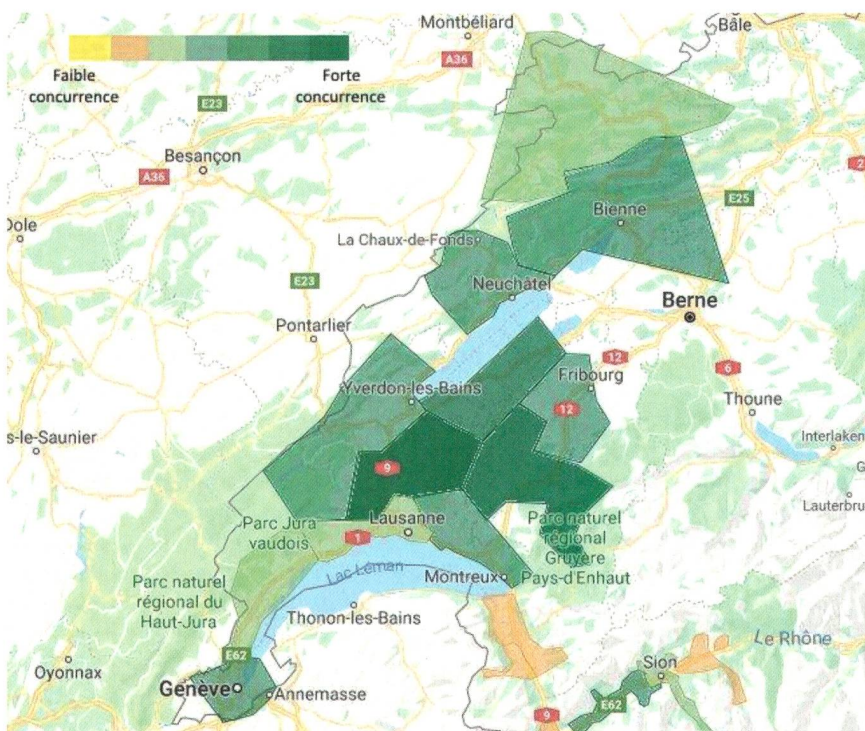 Montbéliard
Bâle
A36
Faible
concurrence
Forte
concurrence
E23
Besançon
A36
2
E25
Bienne
Dole
La Chaux-de-Fonds
E23
Neuchâtel
Berne
Pontarlier
12
Fribourg
6
Yverdon-les-Bains
12
Thoune
s-le-Saunier
Interlaken
9
G
Lauterbru
Parc Jura
vaudois
Lausanne
1
Parc naturel
régional
Gruyère
Pays-d'Enhaut
Lac Léman
Montreux
Parc naturel
régional du
Haut-Jura
Thonon-les-Bains
Le Rhône
E62
Sion
Oyonnax
Genève
Annemasse
E62
9